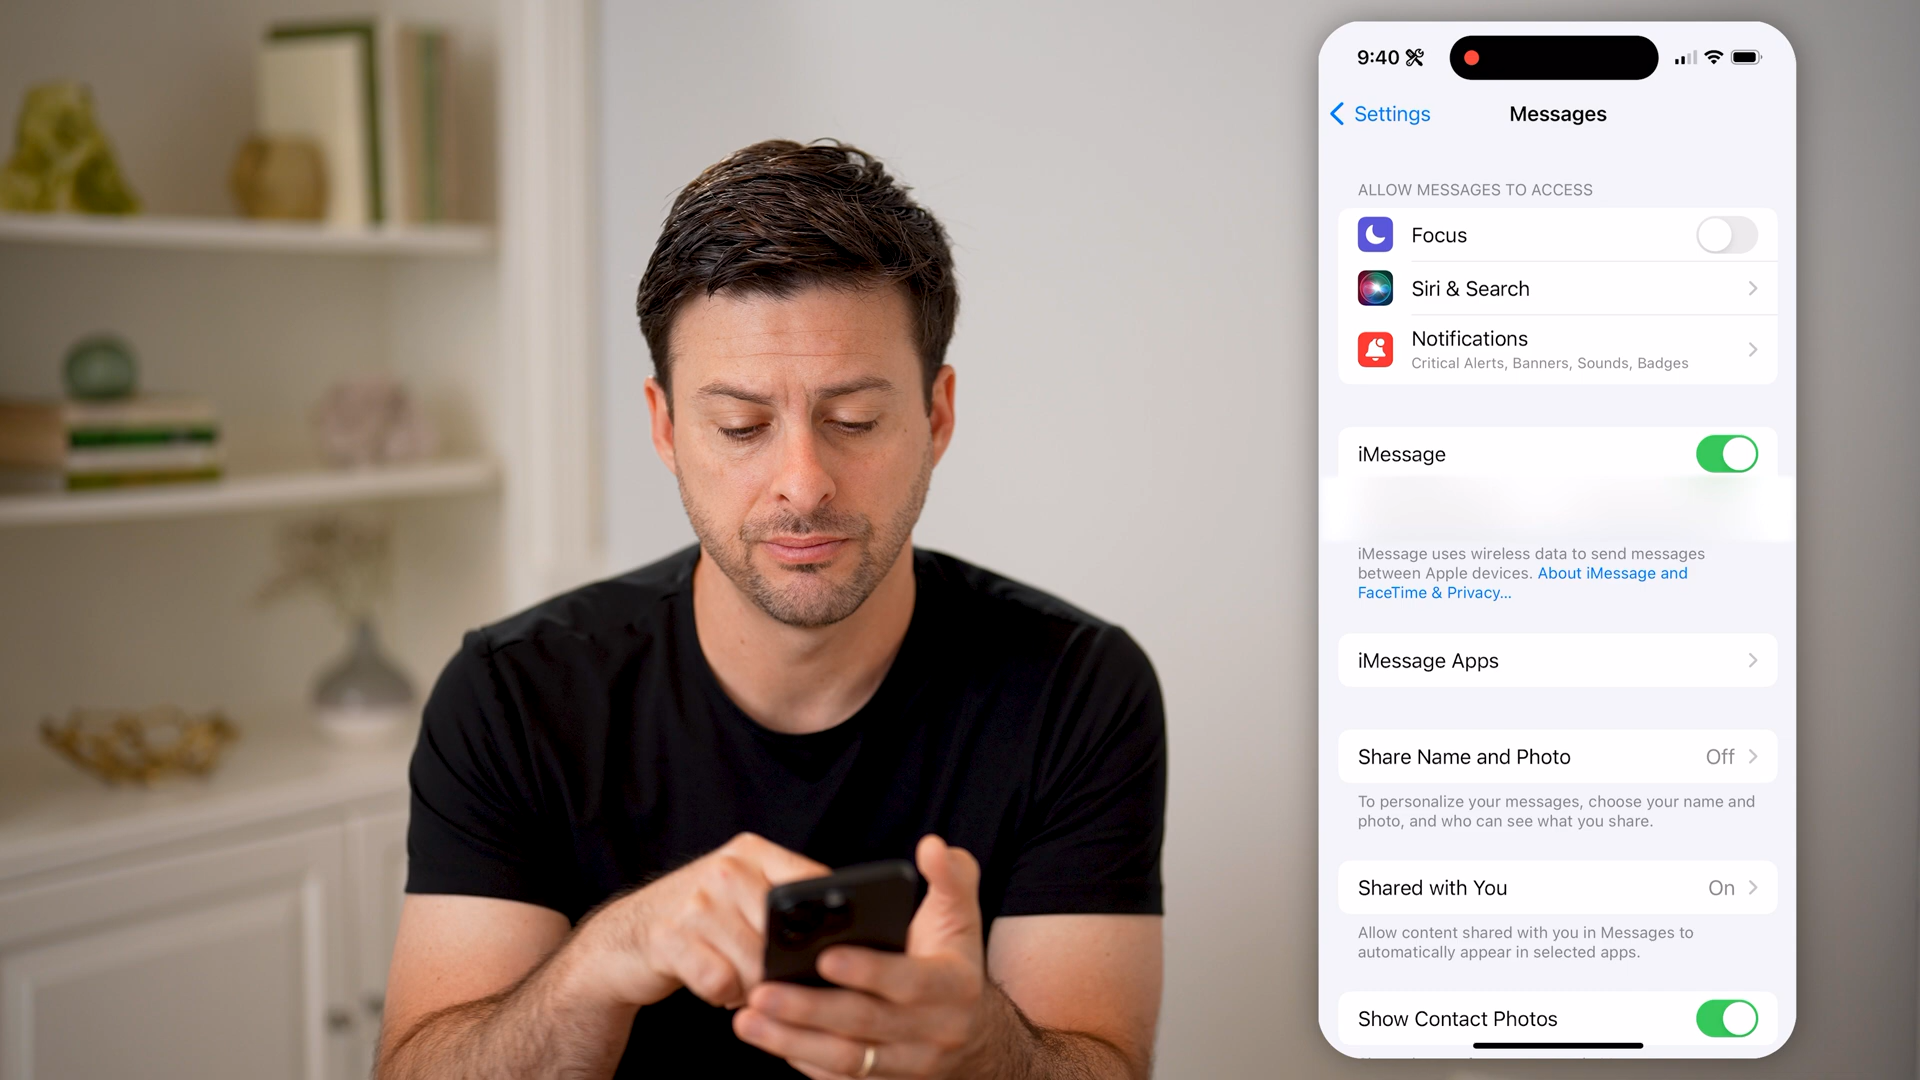 9:40
Settings
Messages
ALLOW MESSAGES TO ACCESS
Focus
Siri & Search
Notifications
Critical Alerts, Banners, Sounds, Badges
iMessage
iMessage uses wireless data to send messages
between Apple devices. About iMessage and
FaceTime & Privacy...
iMessage Apps
Share Name and Photo Off
To personalize your messages, choose your name and
photo, and who can see what you share.
Shared with You On
Allow content shared with you in Messages to
automatically appear in selected apps.
Show Contact Photos